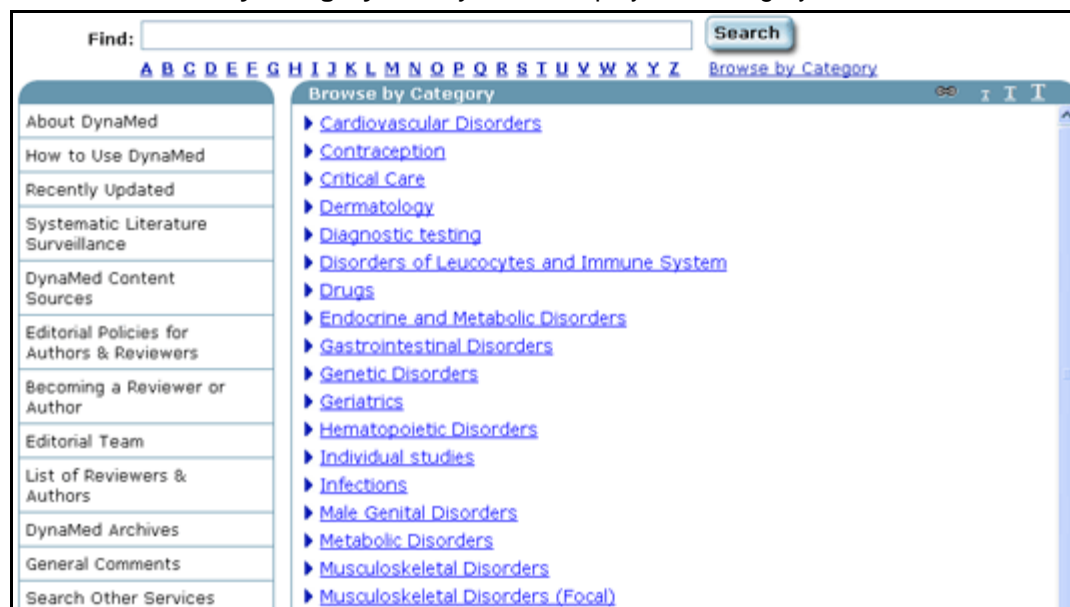 Find:
Search
A B C D E F G H I J K L M N O P Q R S T U V W X Y Z
Browse by Category
About DynaMed
How to Use DynaMed
Recently Updated
Systematic Literature
Surveillance
DynaMed Content
Sources
Editorial Policies for
Authors & Reviewers
Becoming a Reviewer or
Author
Editorial Team
List of Reviewers &
Authors
DynaMed Archives
General Comments
Search Other Services
Browse by Category
T T T
Cardiovascular Disorders
Contraception
Critical Care
Dermatology
Diagnostic testing
Disorders of Leucocytes and Immune System
Drugs
Endocrine and Metabolic Disorders
Gastrointestinal Disorders
Genetic Disorders
Geriatrics
Hematopoietic Disorders
Individual studies
Infections
Male Genital Disorders
Metabolic Disorders
Musculoskeletal Disorders
Musculoskeletal Disorders (Focal)